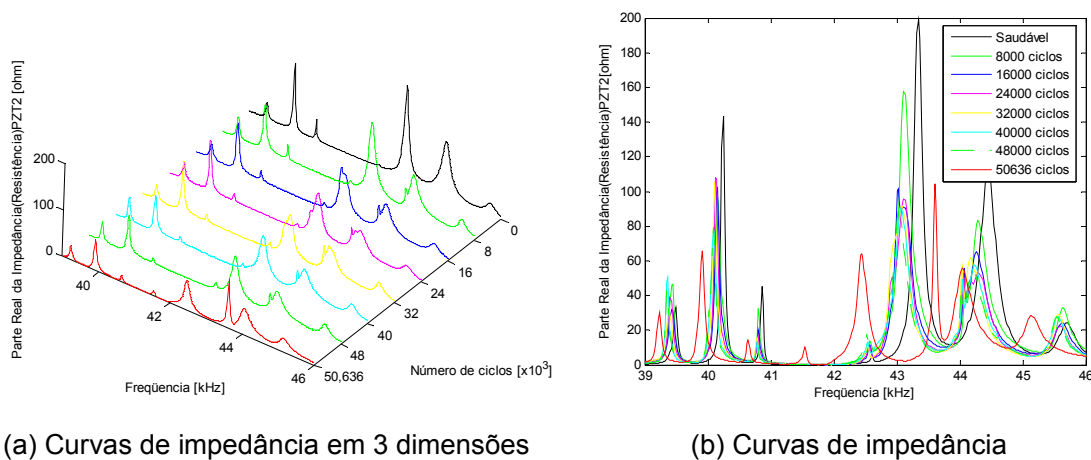 Parte Real da Impedância(Resistência)PZT2 [ohm]
200
100
0
40
42
44
46
Freqüencia [kHz]
0
8
16
24
32
40
48
50,636
Número de ciclos [x10³]
(a) Curvas de impedância em 3 dimensões
Parte Real da Impedância(Resistência)PZT2[ohm]
200
180
160
140
120
100
80
60
40
20
0
39
40
41
42
43
44
45
46
Freqüencia [kHz]
Saudável
8000 ciclos
16000 ciclos
24000 ciclos
32000 ciclos
40000 ciclos
48000 ciclos
50636 ciclos
(b) Curvas de impedância